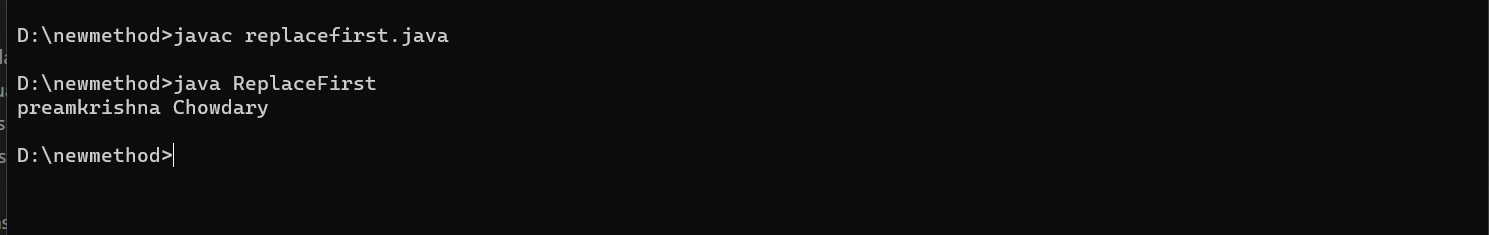 D:\newmethod>javac replacefirst.java
D:\newmethod>java ReplaceFirst
preamkrishna Chowdary
D:\newmethod>